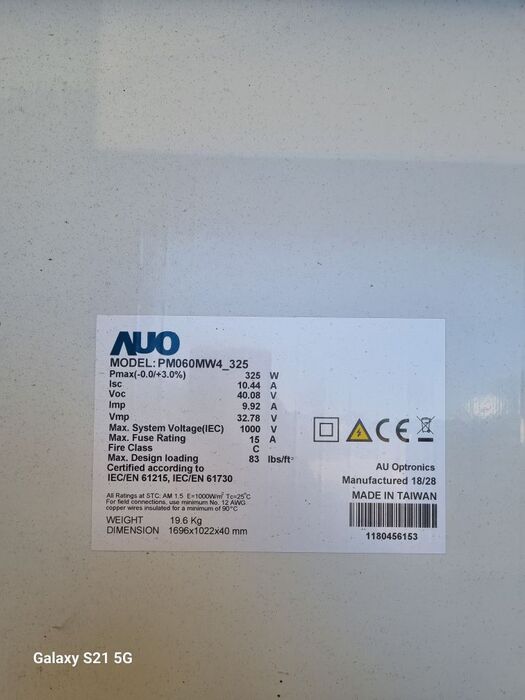 AUO
MODEL: PM060MW4_325
Pmax(-0.0/+3.0%) 325 W
Isc 10.44 A
Voc 40.08 V
Imp 9.92 A
Vmp 32.78 V
Max. System Voltage(IEC) 1000 V
Max. Fuse Rating 15 A
Fire Class C
Max. Design loading 83 lbs/ft²
Certified according to
IEC/EN 61215, IEC/EN 61730
All Ratings at STC: AM 1.5 E=1000W/m² Tc=25°C
For field connections, use minimum No. 12 AWG
copper wires insulated for a minimum of 90°C
WEIGHT 19.6 Kg
DIMENSION 1696x1022x40 mm
CE
AU Optronics
Manufactured 18/28
MADE IN TAIWAN
1180456153
Galaxy S21 5G